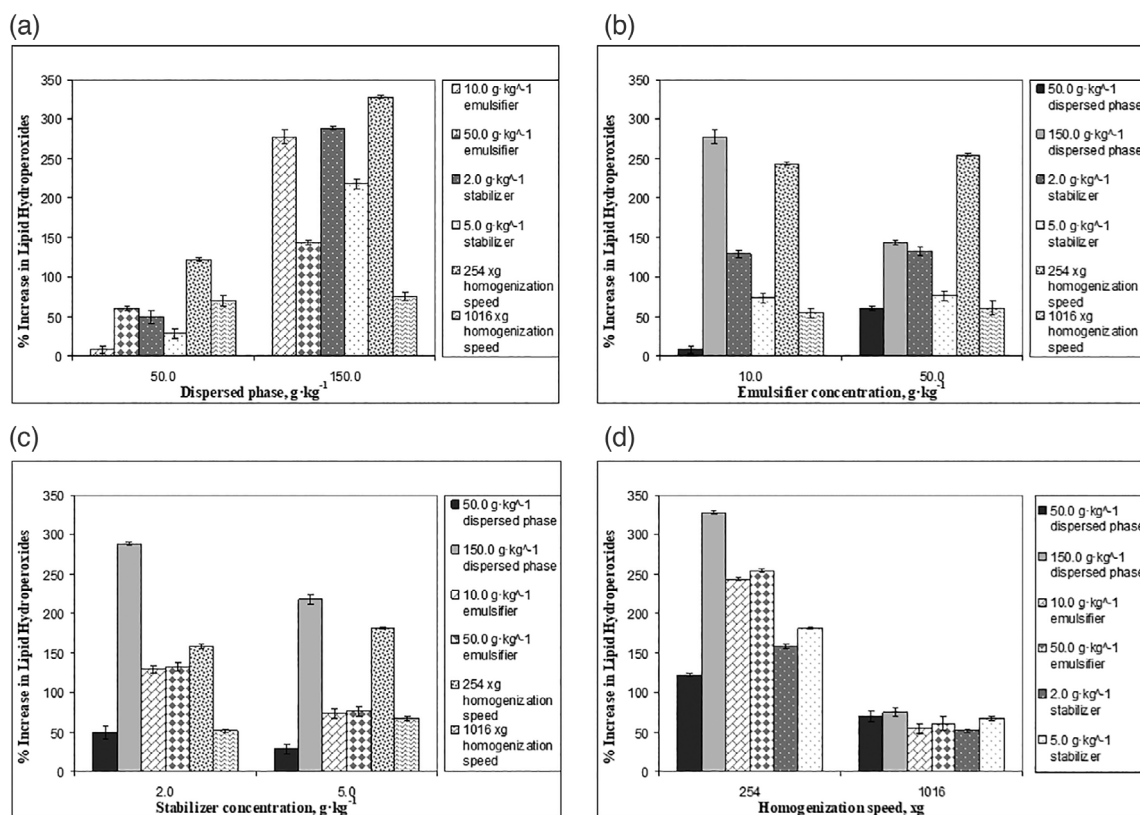 (a)
% Increase in Lipid Hydroperoxides
350
300
250
200
150
100
50
0
50.0
150.0
Dispersed phase, g·kg⁻¹
10.0 g·kg^-1
emulsifier
50.0 g·kg^-1
emulsifier
2.0 g·kg^-1
stabilizer
5.0 g·kg^-1
stabilizer
254 xg
homogenization
speed
1016 xg
homogenization
speed
(b)
% Increase in Lipid Hydroperoxides
350
300
250
200
150
100
50
0
10.0
50.0
Emulsifier concentration, g·kg⁻¹
50.0 g·kg^-1
dispersed phase
150.0 g·kg^-1
dispersed phase
2.0 g·kg^-1
stabilizer
5.0 g·kg^-1
stabilizer
254 xg
homogenization
speed
1016 xg
homogenization
speed
(c)
% Increase in Lipid Hydroperoxides
350
300
250
200
150
100
50
0
2.0
5.0
Stabilizer concentration, g·kg⁻¹
50.0 g·kg^-1
dispersed phase
150.0 g·kg^-1
dispersed phase
10.0 g·kg^-1
emulsifier
50.0 g·kg^-1
emulsifier
254 xg
homogenization
speed
1016 xg
homogenization
speed
(d)
% Increase in Lipid Hydroperoxides
350
300
250
200
150
100
50
0
254
1016
Homogenization speed, xg
50.0 g·kg^-1
dispersed phase
150.0 g·kg^-1
dispersed phase
10.0 g·kg^-1
emulsifier
50.0 g·kg^-1
emulsifier
2.0 g·kg^-1
stabilizer
5.0 g·kg^-1
stabilizer